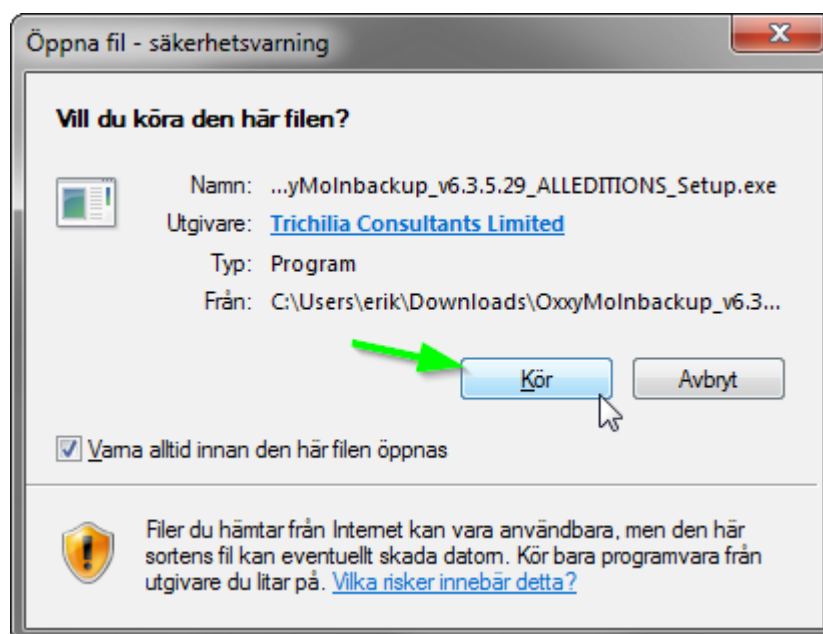 Öppna fil - säkerhetsvarning
Vill du köra den här filen?
Namn: ...yMoInbackup_v6.3.5.29_ALLEDITIONS_Setup.exe
Utgivare: Trichilia Consultants Limited
Typ: Program
Från: C:\Users\erik\Downloads\OxxyMoInbackup_v6.3...
Kör Avbryt
Varna alltid innan den här filen öppnas
Filer du hämtar från Internet kan vara användbara, men den här
sortens fil kan eventuellt skada datorn. Kör bara programvara från
utgivare du litar på. Vilka risker innebär detta?